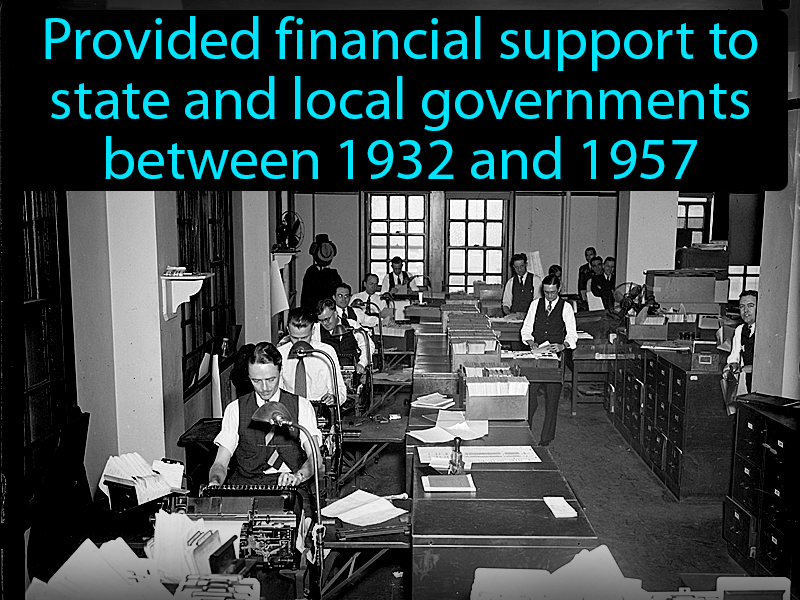 Provided financial support to
state and local governments
between 1932 and 1957